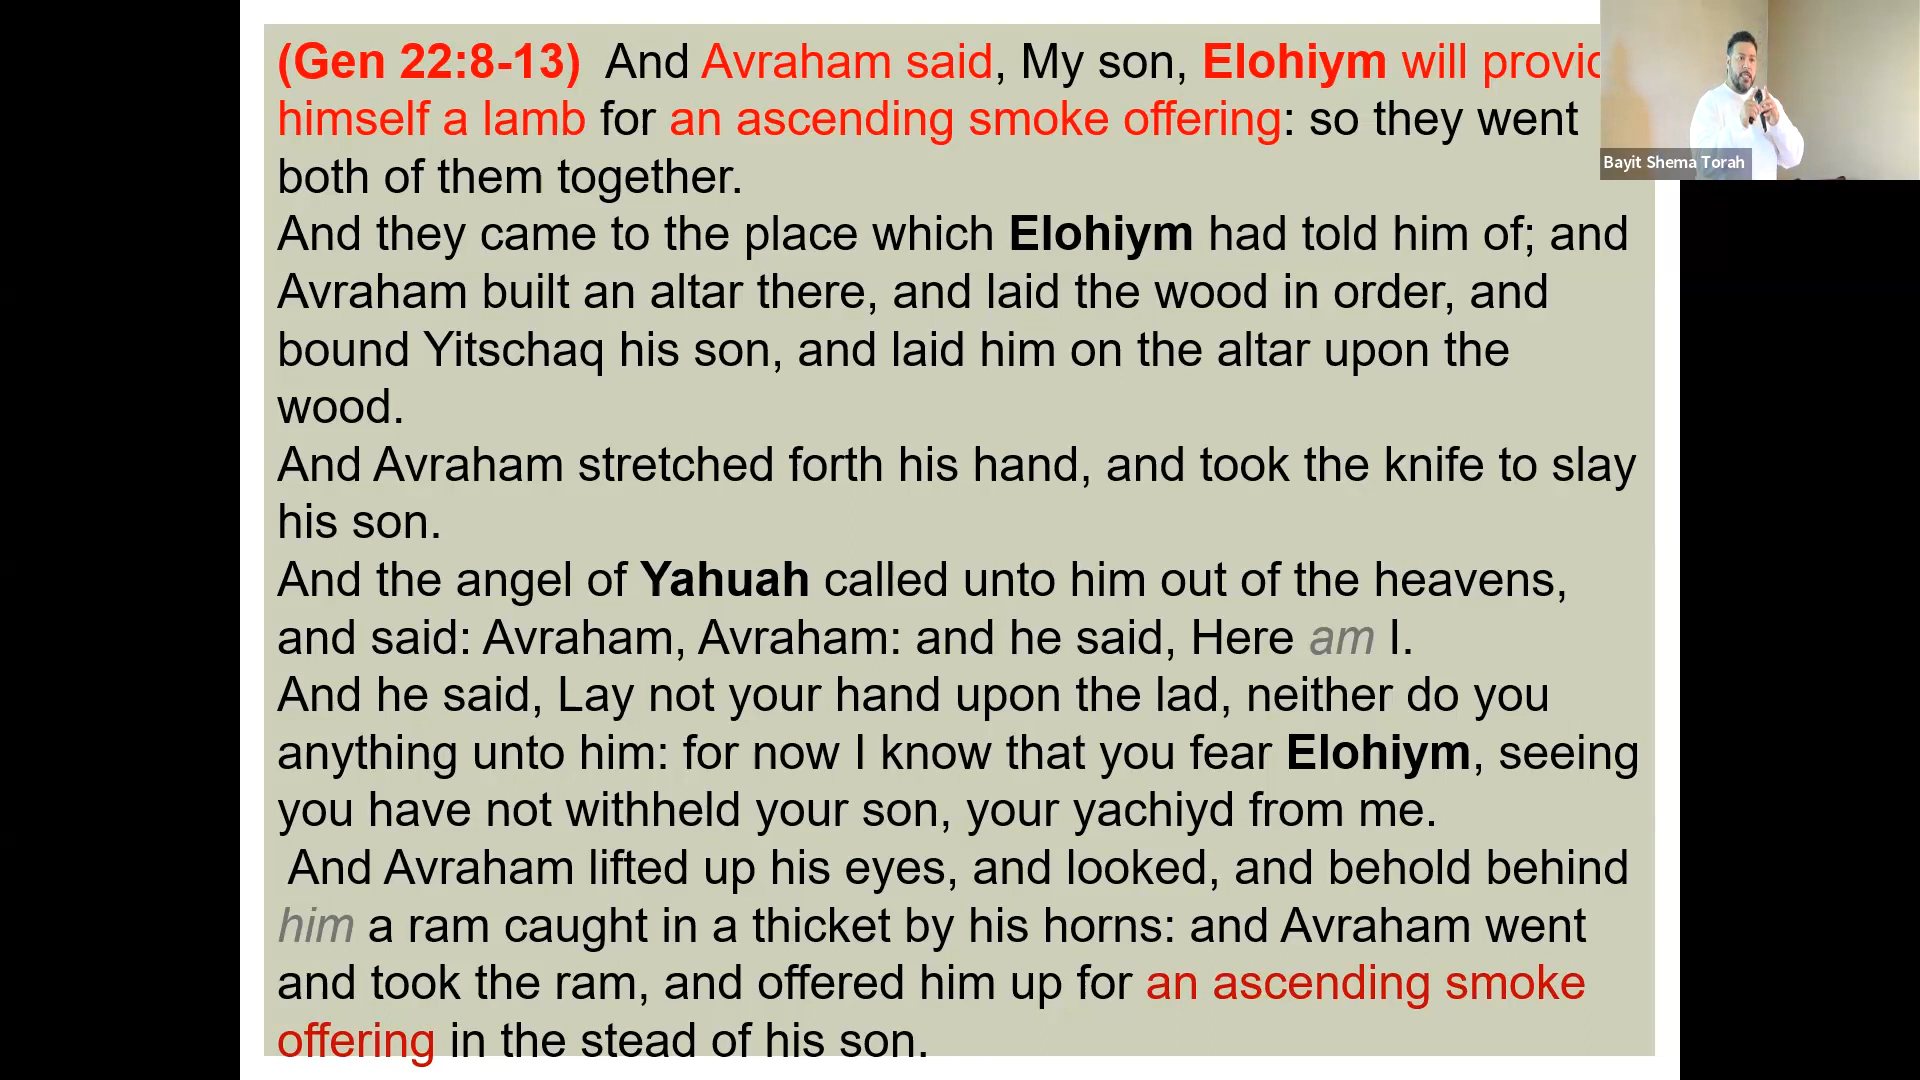 (Gen 22:8-13) And Avraham said, My son, Elohiym will
himself a lamb for an ascending smoke offering: so they went
both of them together.
And they came to the place which Elohiym had told him of; and
Avraham built an altar there, and laid the wood in order, and
bound Yitschaq his son, and laid him on the altar upon the
wood.
And Avraham stretched forth his hand, and took the knife to slay
his son.
And the angel of Yahuah called unto him out of the heavens,
and said: Avraham, Avraham: and he said, Here am I.
And he said, Lay not your hand upon the lad, neither do you
anything unto him: for now I know that you fear Elohiym, seeing
you have not withheld your son, your yachiyd from me.
And Avraham lifted up his eyes, and looked, and behold behind
him a ram caught in a thicket by his horns: and Avraham went
and took the ram, and offered him up for an ascending smoke
offering in the stead of his son.
Bayit Shema Torah